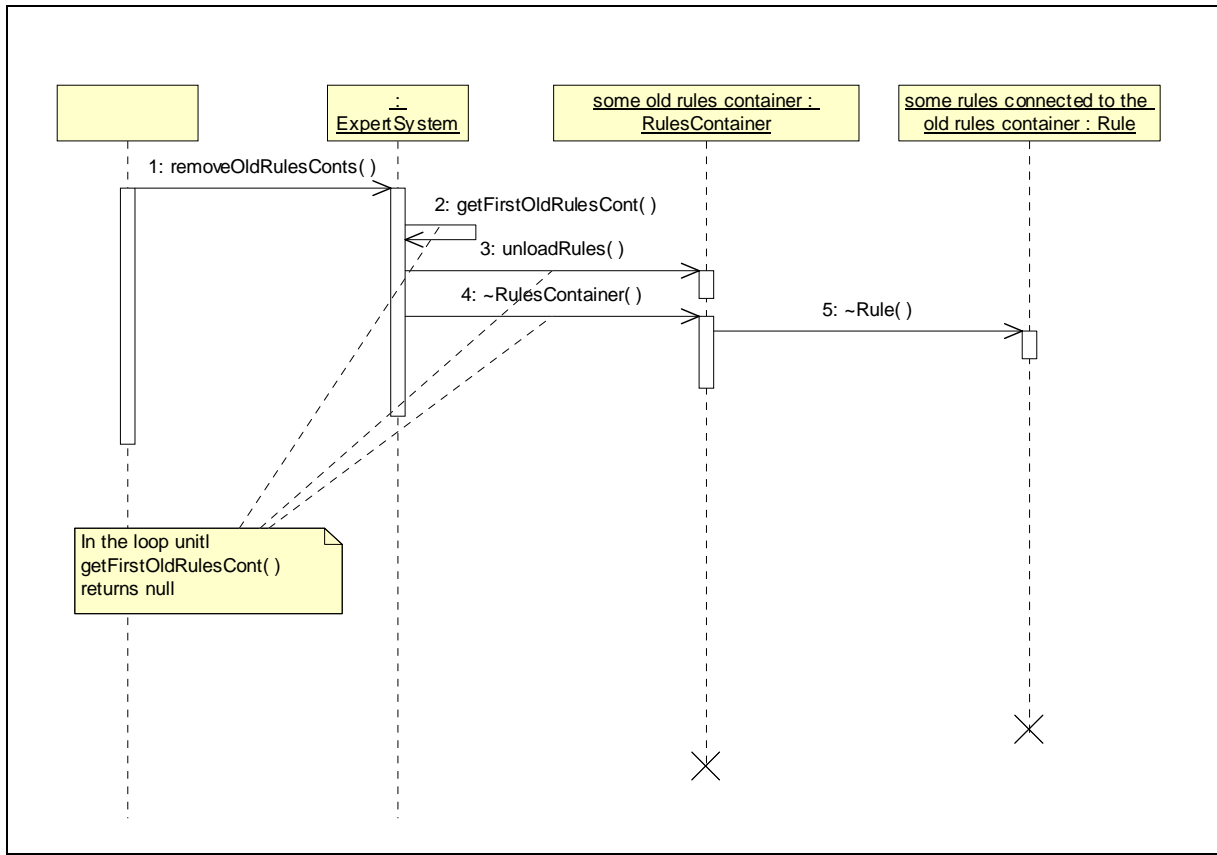 :
ExpertSystem
some old rules container :
RulesContainer
some rules connected to the
old rules container : Rule
1: removeOldRulesConts( )
2: getFirstOldRulesCont( )
3: unloadRules( )
4: ~RulesContainer( )
5: ~Rule( )
In the loop unitl
getFirstOldRulesCont( )
returns null